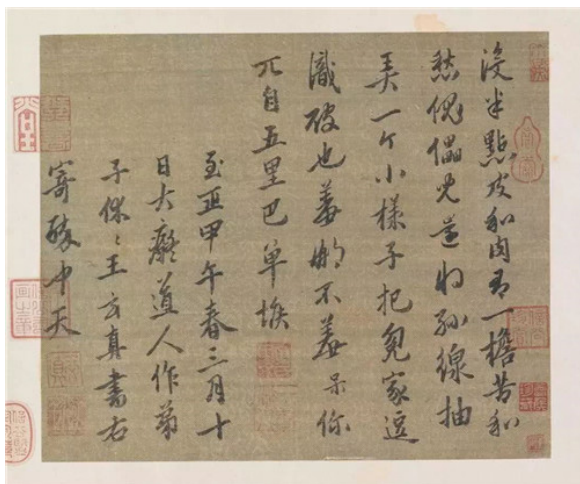 沒半點皮和肉有一擔苦和
愁傀儡兒還將絲線抽
弄一个小樣子把冤家逗
識破也羞那不羞呆你
兀自五里巴單堠
至正甲午春三月十
日大癡道人作弟
子休〻王玄真書右
寄醉中天